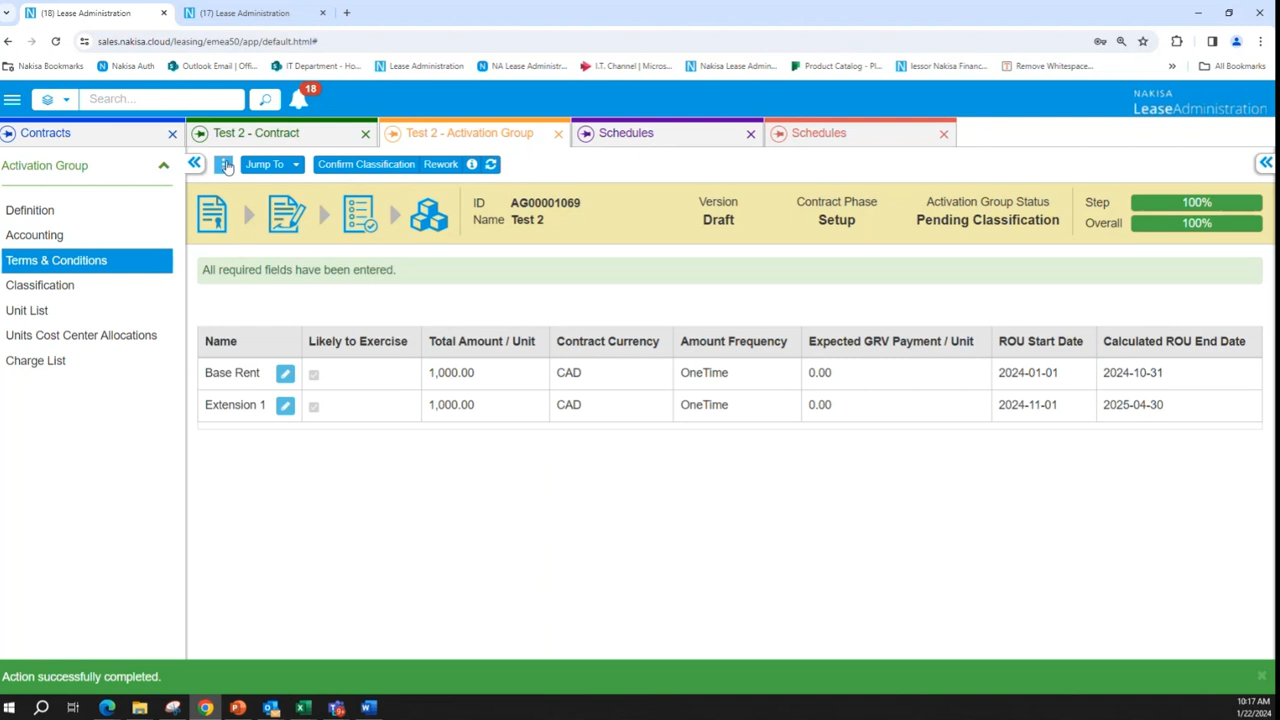 (18) Lease Administration
(17) Lease Administration
sales.nakisa.cloud/leasing/emea50/app/default.html#
Nakisa Bookmarks
Nakisa Auth
Outlook Email | Offi...
IT Department - Ho...
Lease Administration
NA Lease Administr...
I.T. Channel | Micros...
Nakisa Lease Admin...
Product Catalog - Pl...
lessor Nakisa Financ...
Remove Whitespace...
»
All Bookmarks
Search...
18
NAKISA
LeaseAdministration
Contracts
Test 2 - Contract
Test 2 - Activation Group
Schedules
Schedules
Activation Group
Jump To
Confirm Classification
Rework
Definition
Accounting
Terms & Conditions
Classification
Unit List
Units Cost Center Allocations
Charge List
ID AG00001069
Name Test 2
Version
Draft
Contract Phase
Setup
Activation Group Status
Pending Classification
Step 100%
Overall 100%
All required fields have been entered.
Name Likely to Exercise Total Amount / Unit Contract Currency Amount Frequency Expected GRV Payment / Unit ROU Start Date Calculated ROU End Date
Base Rent 1,000.00 CAD OneTime 0.00 2024-01-01 2024-10-31
Extension 1 1,000.00 CAD OneTime 0.00 2024-11-01 2025-04-30
Action successfully completed.
10:17 AM
1/22/2024